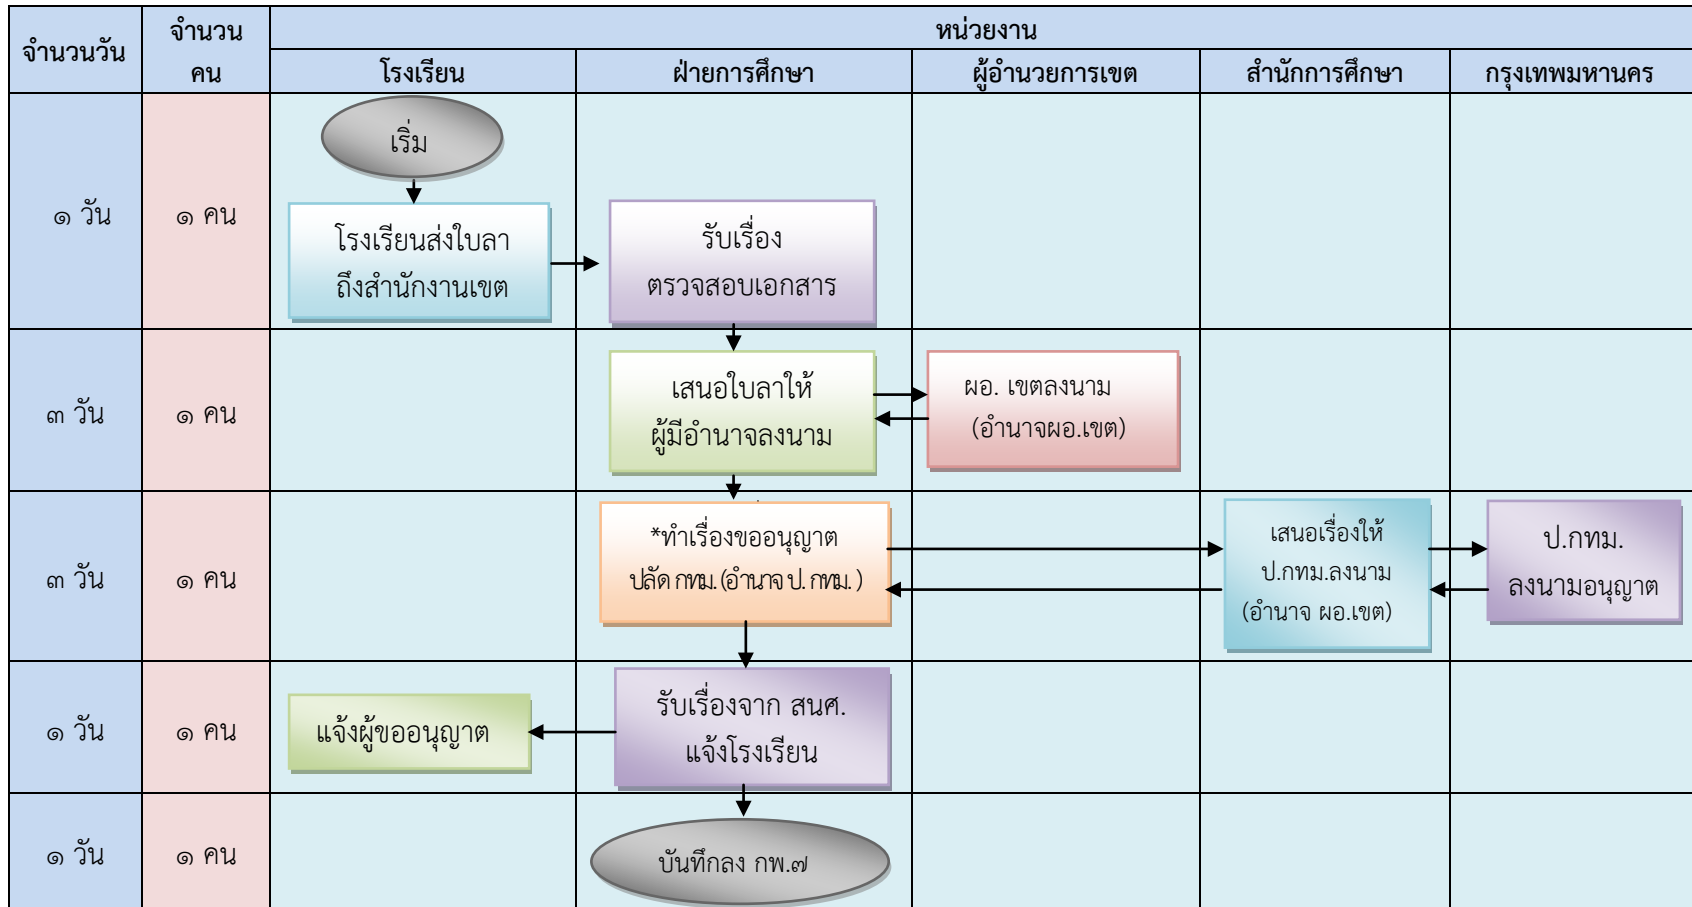 จำนวนวัน
จำนวน
คน
หน่วยงาน
โรงเรียน
ฝ่ายการศึกษา
ผู้อำนวยการเขต
สำนักการศึกษา
กรุงเทพมหานคร
๑ วัน
๑ คน
เริ่ม
โรงเรียนส่งใบลา
ถึงสำนักงานเขต
รับเรื่อง
ตรวจสอบเอกสาร
๓ วัน
๑ คน
เสนอใบลาให้
ผู้มีอำนาจลงนาม
ผอ. เขตลงนาม
(อำนาจผอ.เขต)
๓ วัน
๑ คน
*ทำเรื่องขออนุญาต
ปลัด กทม. (อำนาจ ป. กทม. )
เสนอเรื่องให้
ป.กทม.ลงนาม
(อำนาจ ผอ.เขต)
ป.กทม.
ลงนามอนุญาต
๑ วัน
๑ คน
แจ้งผู้ขออนุญาต
รับเรื่องจาก สนศ.
แจ้งโรงเรียน
๑ วัน
๑ คน
บันทึกลง กพ.๗